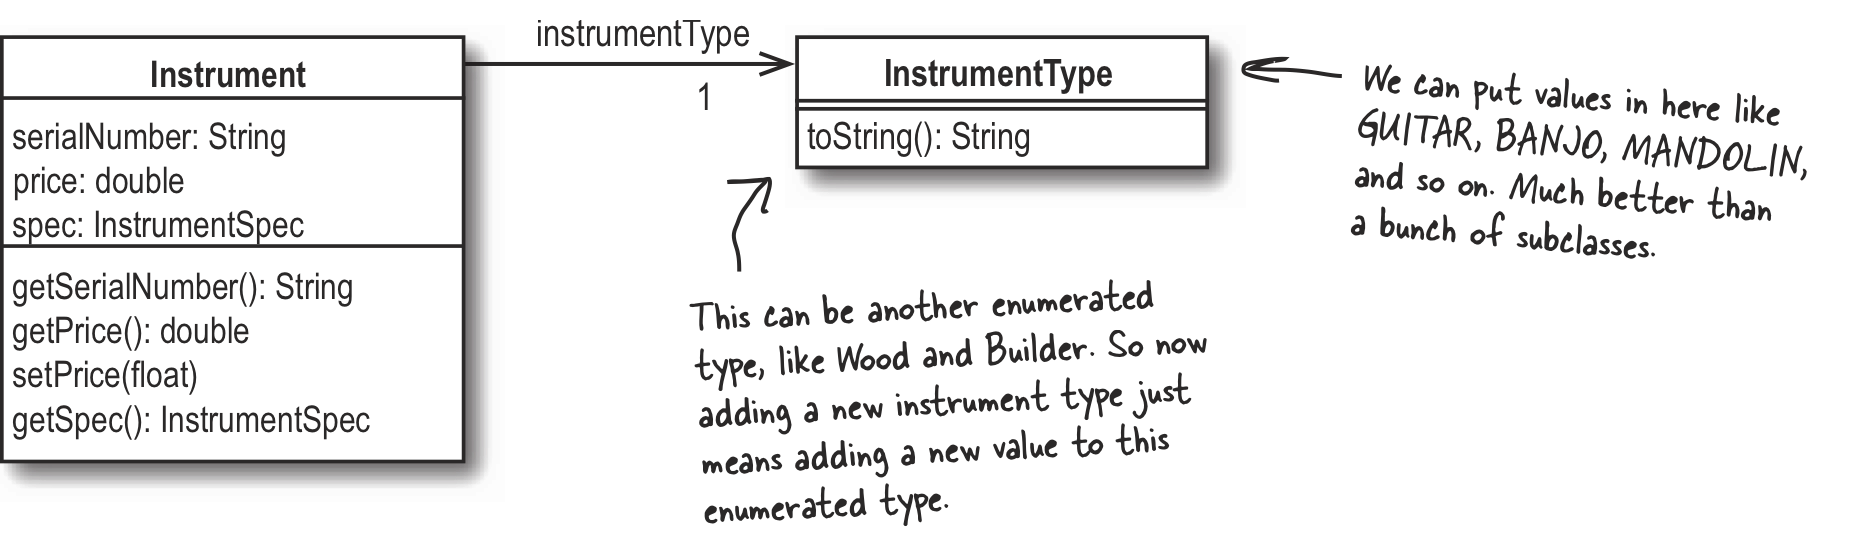 Instrument
serialNumber: String
price: double
spec: InstrumentSpec
getSerialNumber(): String
getPrice(): double
setPrice(float)
getSpec(): InstrumentSpec
instrumentType
1
InstrumentType
toString(): String
We can put values in here like
GUITAR, BANJO, MANDOLIN,
and so on. Much better than
a bunch of subclasses.
This can be another enumerated
type, like Wood and Builder. So now
adding a new instrument type just
means adding a new value to this
enumerated type.